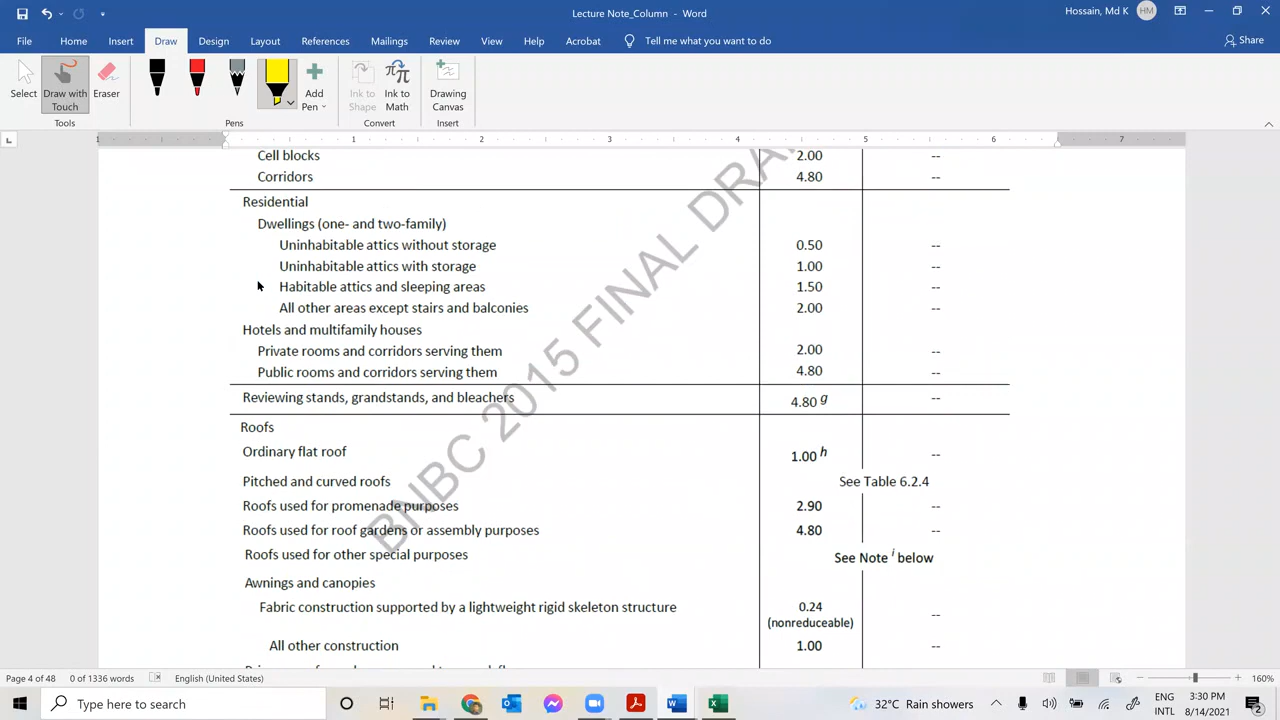 Lecture Note_Column - Word
Hossain, Md K
HM
File Home Insert Draw Design Layout References Mailings Review View Help Acrobat Tell me what you want to do
Share
Select
Draw with Touch
Eraser
Add Pen
Ink to Shape
Ink to Math
Drawing Canvas
Tools
Pens
Convert
Insert
1 1 2 4 5 6 7
Cell blocks 2.00 --
Corridors 4.80 --
Residential
Dwellings (one- and two-family)
Uninhabitable attics without storage 0.50 --
Uninhabitable attics with storage 1.00 --
Habitable attics and sleeping areas 1.50 --
All other areas except stairs and balconies 2.00 --
Hotels and multifamily houses
Private rooms and corridors serving them 2.00 --
Public rooms and corridors serving them 4.80 --
Reviewing stands, grandstands, and bleachers 4.80 g --
Roofs
Ordinary flat roof 1.00 h --
Pitched and curved roofs See Table 6.2.4
Roofs used for promenade purposes 2.90 --
Roofs used for roof gardens or assembly purposes 4.80 --
Roofs used for other special purposes See Note i below
Awnings and canopies
Fabric construction supported by a lightweight rigid skeleton structure 0.24 --
(nonreduceable)
All other construction 1.00 --
BNBC 2015 FINAL DRA
Page 4 of 48 0 of 1336 words English (United States) 160%
Type here to search
32°C Rain showers
ENG
INTL
3:30 PM
8/14/2021
2